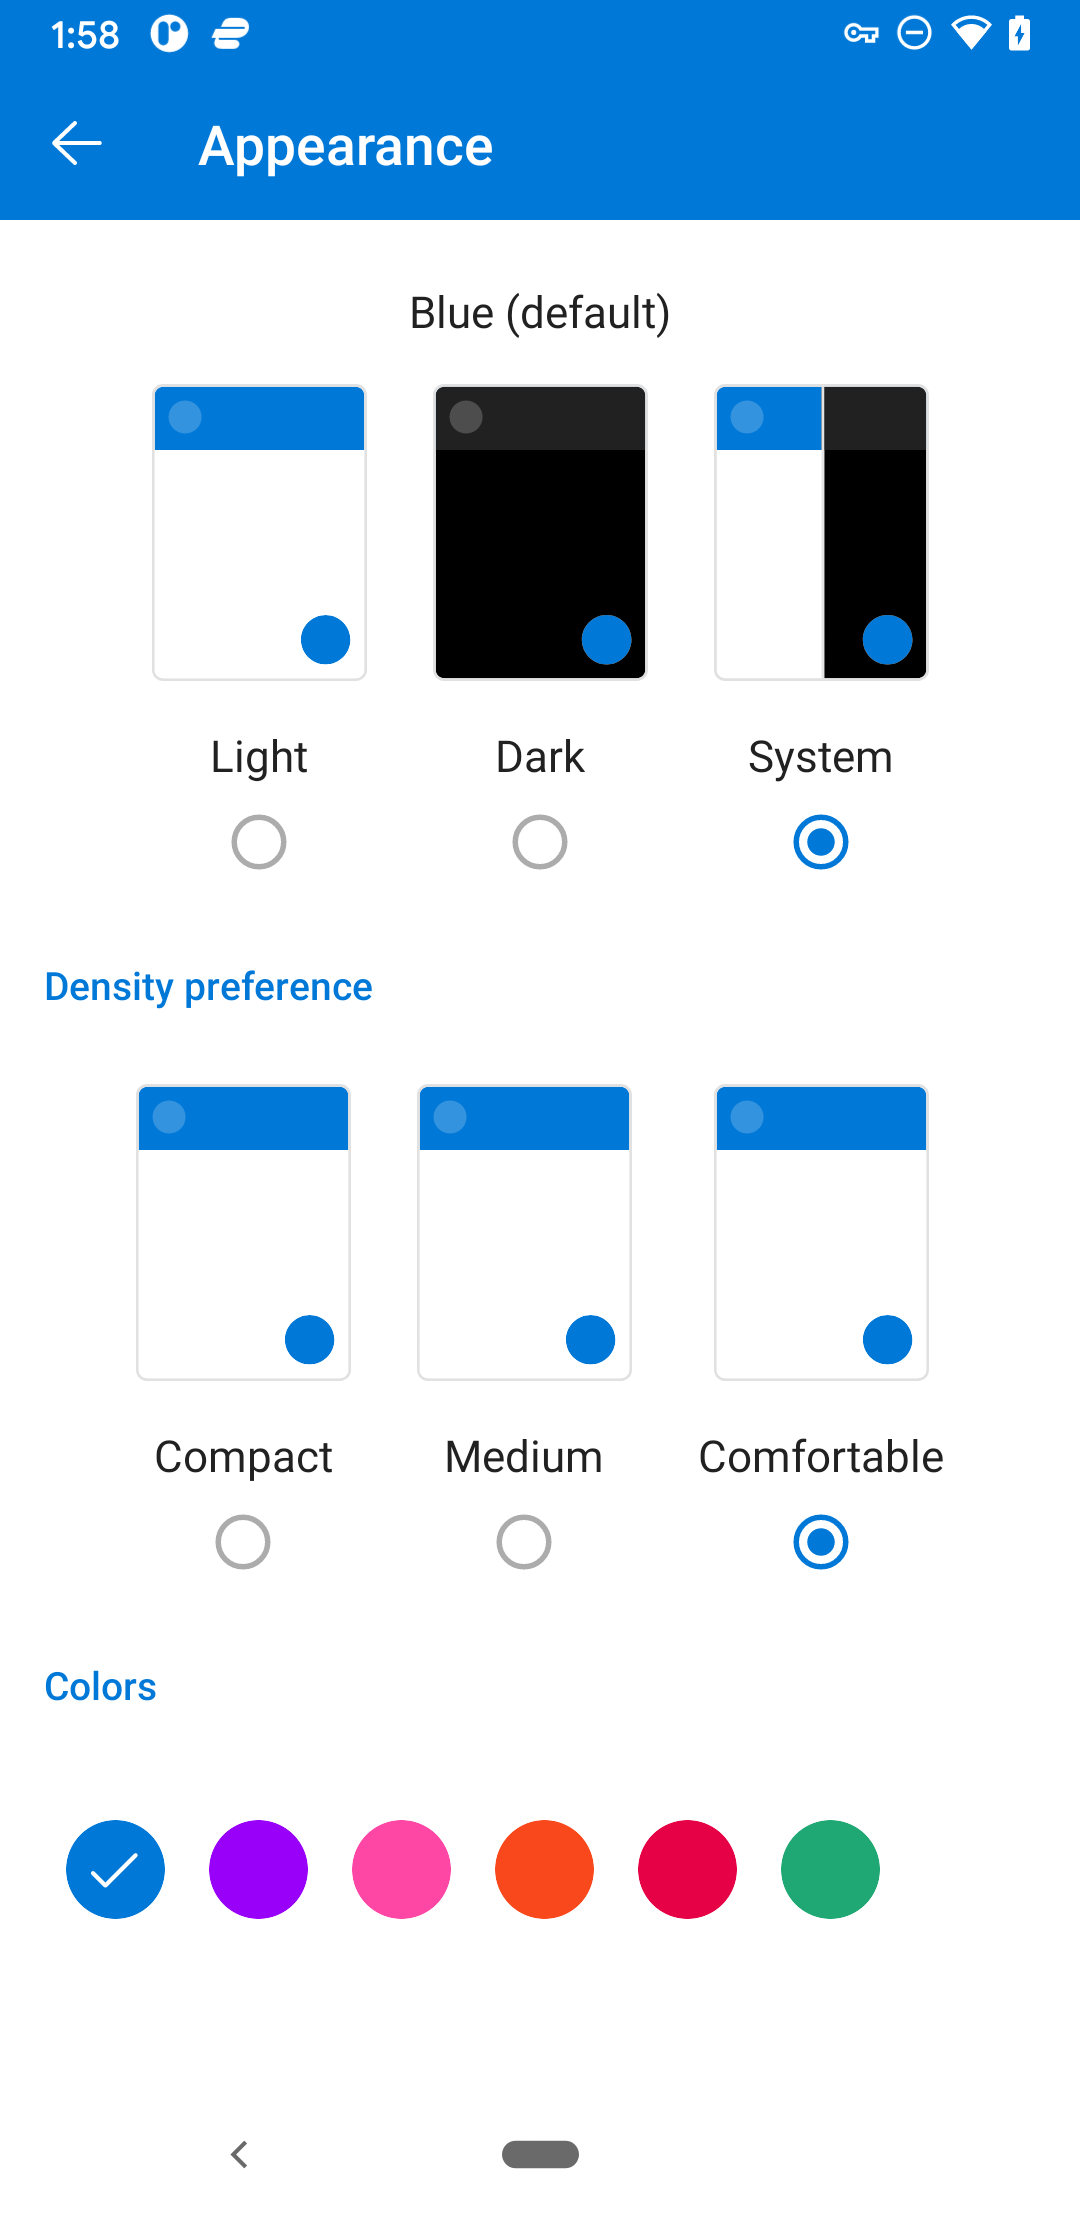 1:58
Appearance
Blue (default)
Light Dark System
Density preference
Compact Medium Comfortable
Colors